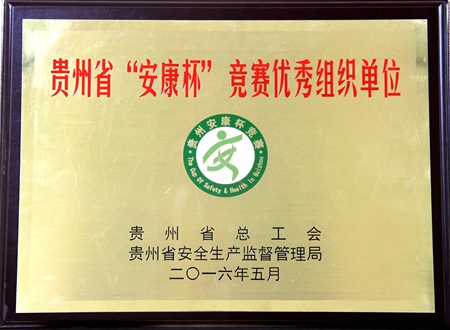 贵州省“安康杯”竞赛优秀组织单位
贵州安康杯竞赛
The Cup Of Safety & Health In Guizhou
贵州省总工会
贵州省安全生产监督管理局
二〇一六年五月